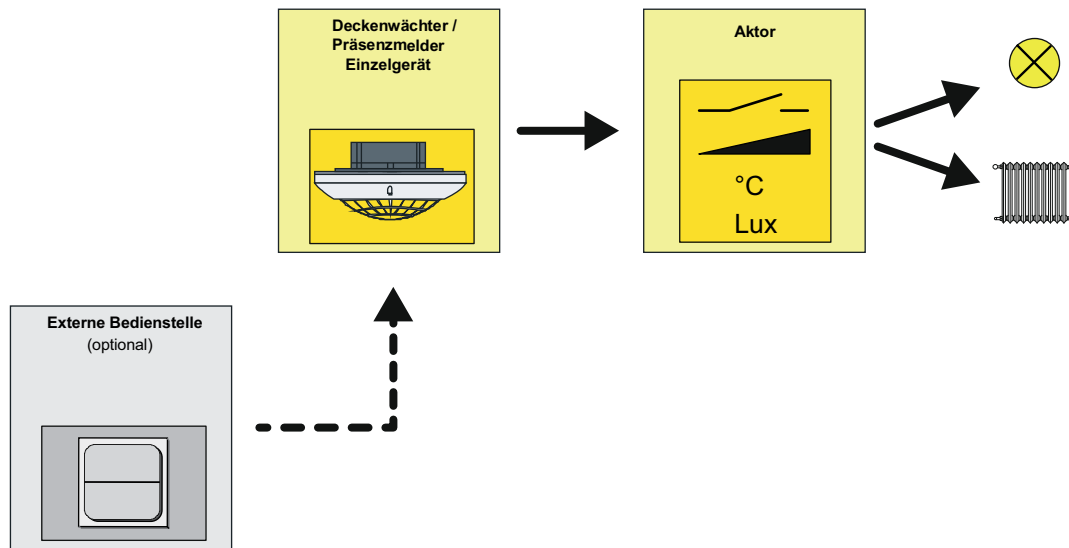 Deckenwächter /
Präsenzmelder
Einzelgerät
Aktor
°C
Lux
Externe Bedienstelle
(optional)